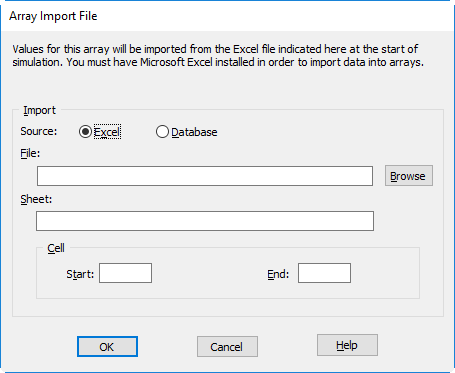 Array Import File
Values for this array will be imported from the Excel file indicated here at the start of
simulation. You must have Microsoft Excel installed in order to import data into arrays.
Import
Source: Excel Database
File:
Browse
Sheet:
Cell
Start: End:
OK Cancel Help